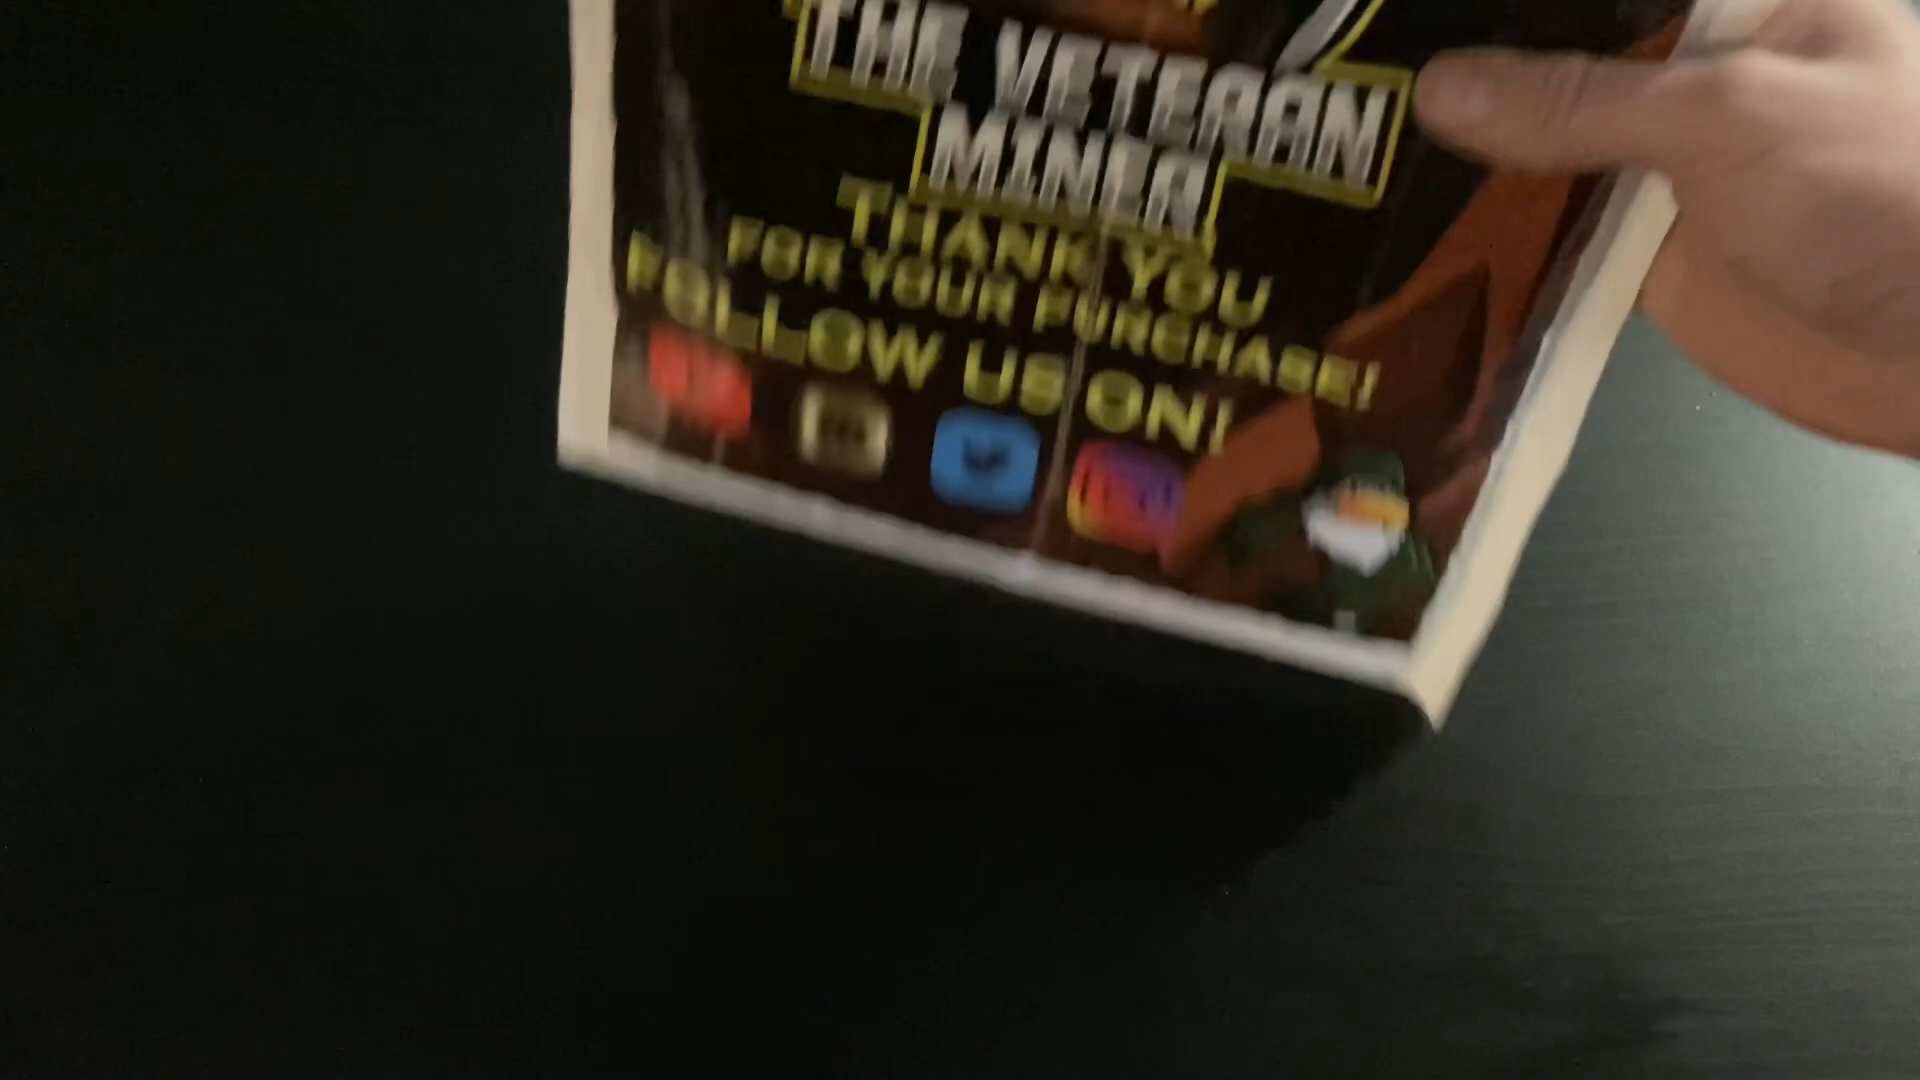 THE VETERAN
MINER
THANK YOU
FOR YOUR PURCHASE!
FOLLOW US ON!